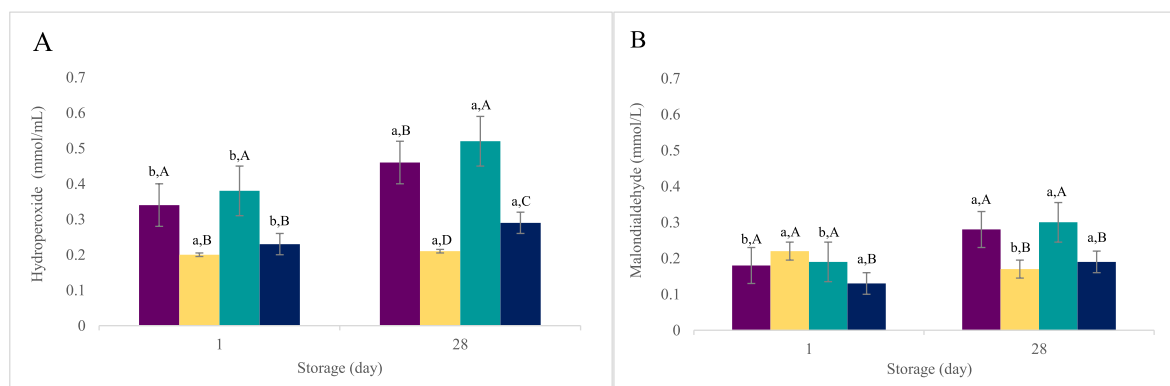 A
Hydroperoxide (mmol/mL)
0.7
0.6
0.5
0.4
0.3
0.2
0.1
0
b,A
a,B
b,A
b,B
a,B
a,D
a,A
a,C
1
28
Storage (day)
B
Malondialdehyde (mmol/L)
0.7
0.6
0.5
0.4
0.3
0.2
0.1
0
b,A
a,A
b,A
a,B
a,A
b,B
a,A
a,B
1
28
Storage (day)